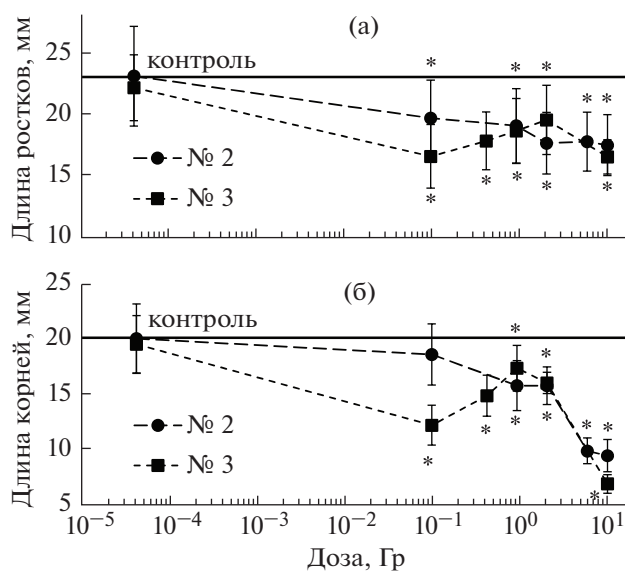 (а)
Длина ростков, мм
25
20
15
10
контроль
* * * * *
* * * * *
№ 2
№ 3
(б)
Длина корней, мм
25
20
15
10
5
контроль
* * * *
* * * * *
№ 2
№ 3
10⁻⁵ 10⁻⁴ 10⁻³ 10⁻² 10⁻¹ 10⁰ 10¹
Доза, Гр